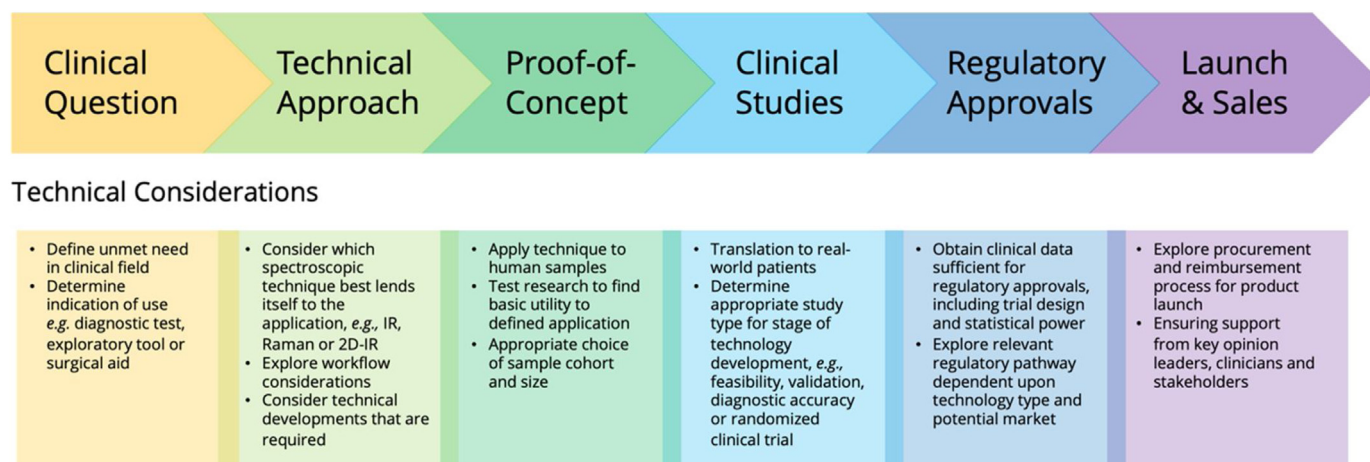 Clinical
Question
Technical
Approach
Proof-of-
Concept
Clinical
Studies
Regulatory
Approvals
Launch
& Sales
Technical Considerations
• Define unmet need
in clinical field
• Determine
indication of use
e.g. diagnostic test,
exploratory tool or
surgical aid
• Consider which
spectroscopic
technique best lends
itself to the
application, e.g., IR,
Raman or 2D-IR
• Explore workflow
considerations
• Consider technical
developments that are
required
• Apply technique to
human samples
• Test research to find
basic utility to
defined application
• Appropriate choice
of sample cohort
and size
• Translation to real-
world patients
• Determine
appropriate study
type for stage of
technology
development, e.g.,
feasibility, validation,
diagnostic accuracy
or randomized
clinical trial
• Obtain clinical data
sufficient for
regulatory approvals,
including trial design
and statistical power
• Explore relevant
regulatory pathway
dependent upon
technology type and
potential market
• Explore procurement
and reimbursement
process for product
launch
• Ensuring support
from key opinion
leaders, clinicians and
stakeholders